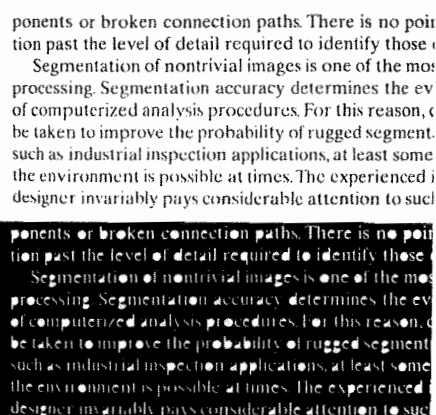 ponents or broken connection paths. There is no poin
tion past the level of detail required to identify those
Segmentation of nontrivial images is one of the mos
processing. Segmentation accuracy determines the ev
of computerized analysis procedures. For this reason, c
be taken to improve the probability of rugged segment
such as industrial inspection applications, at least some
the environment is possible at times. The experienced i
designer invariably pays considerable attention to such
ponents or broken connection paths. There is no poin
tion past the level of detail required to identify those
Segmentation of nontrivial images is one of the mos
processing. Segmentation accuracy determines the ev
of computerized analysis procedures. For this reason, c
be taken to improve the probability of rugged segment
such as industrial inspection applications, at least some
the environment is possible at times. The experienced i
designer invariably pays considerable attention to such